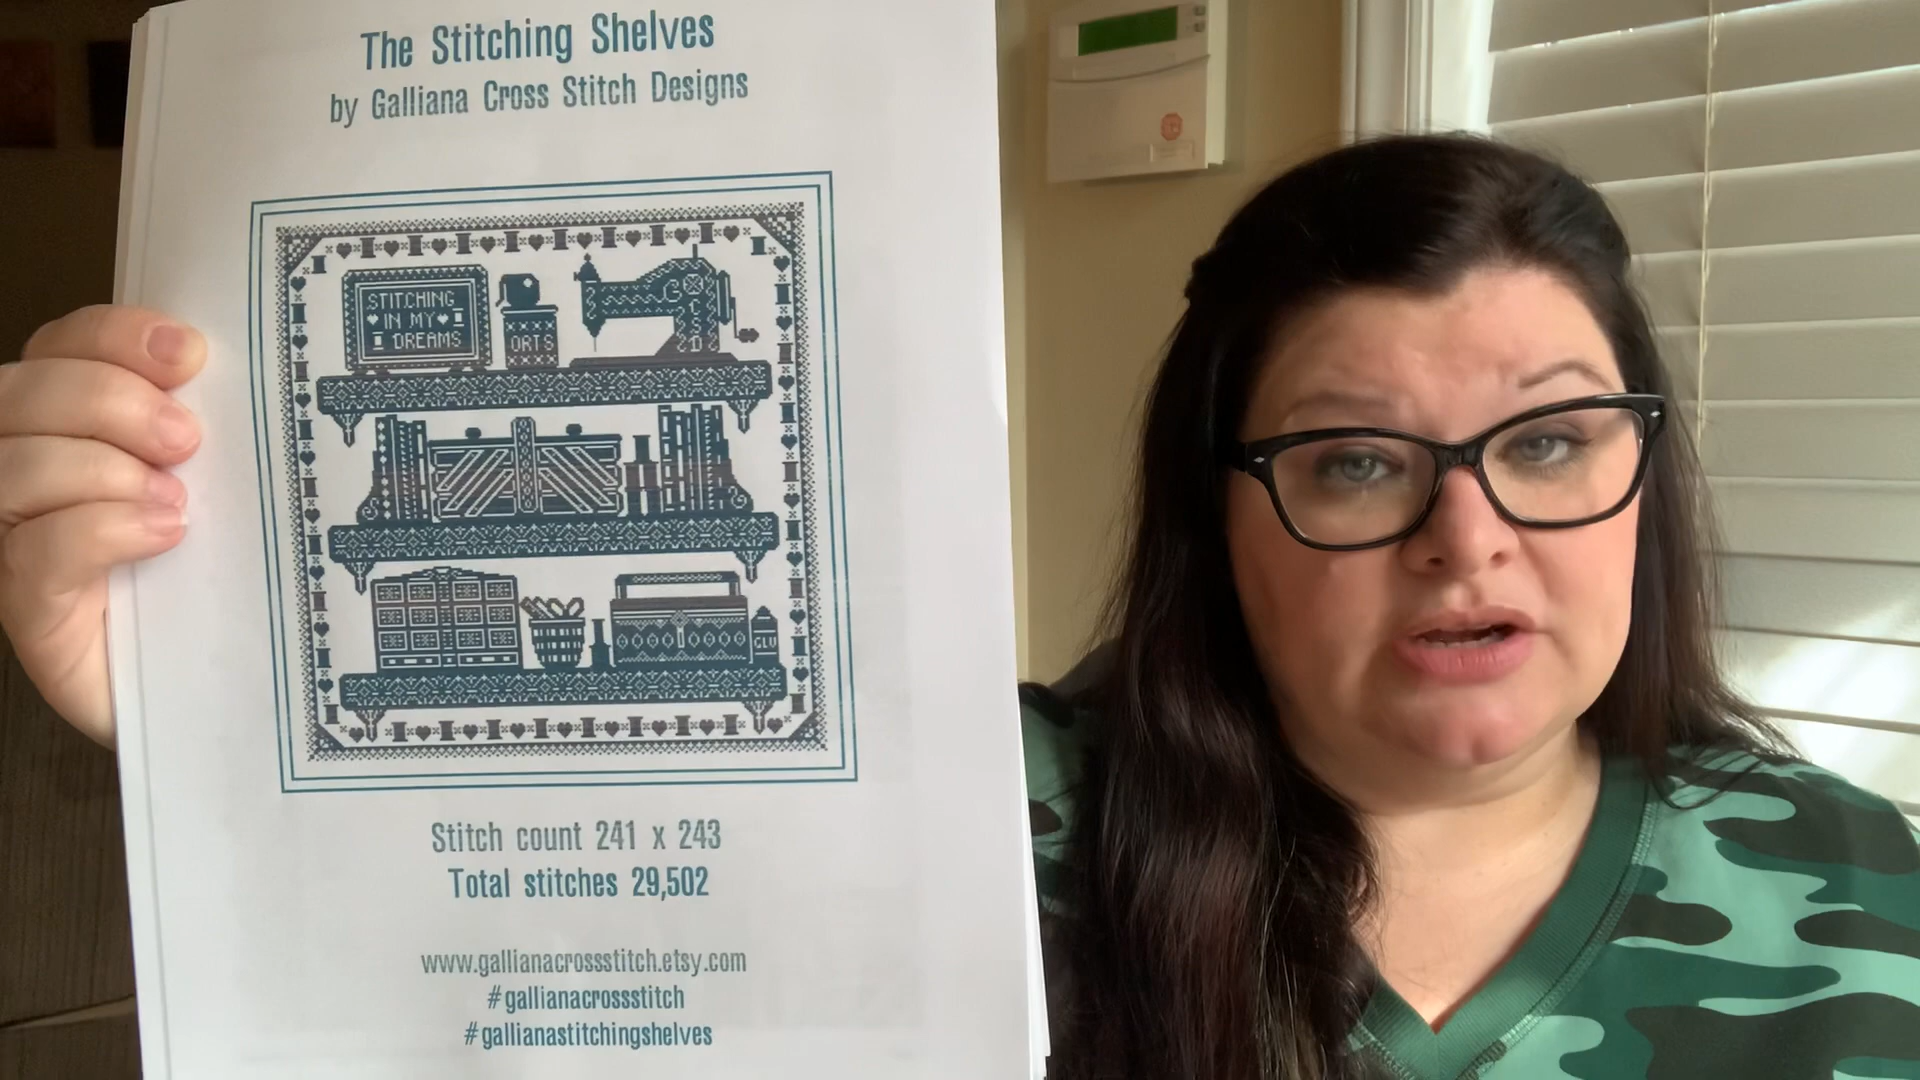 The Stitching Shelves
by Galliana Cross Stitch Designs
STITCHING
IN MY
DREAMS
ORTS
G
C
S
D
GLU
Stitch count 241 x 243
Total stitches 29,502
www.gallianacrossstitch.etsy.com
#gallianacrossstitch
#gallianastitchingshelves